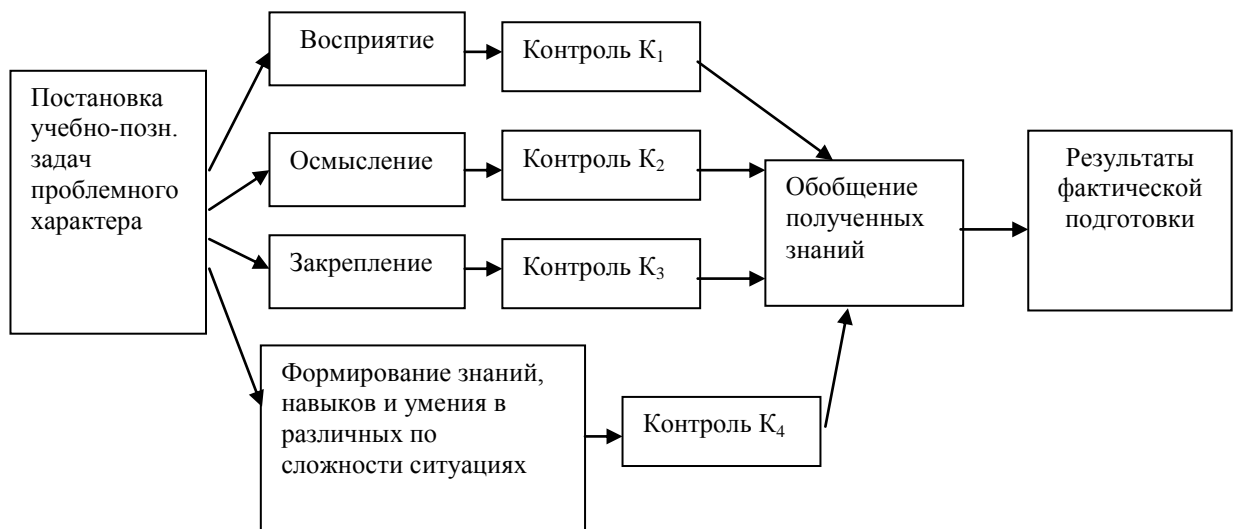 Постановка
учебно-позн.
задач
проблемного
характера
Восприятие
Контроль К1
Осмысление
Контроль К2
Закрепление
Контроль К3
Формирование знаний,
навыков и умения в
различных по
сложности ситуациях
Контроль К4
Обобщение
полученных
знаний
Результаты
фактической
подготовки